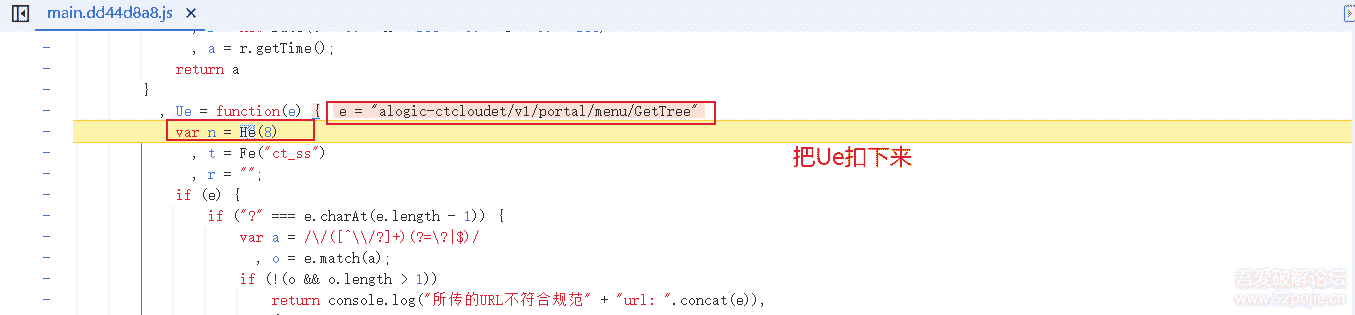 main.dd44d8a8.js ×
, a = r.getTime();
return a
}
, Ue = function(e) { e = "alogic-ctcloudet/v1/portal/menu/GetTree"
var n = He(8)
, t = Fe("ct_ss")
, r = "";
把Ue扣下来
if (e) {
if ("?" === e.charAt(e.length - 1)) {
var a = /\/([^\\/?]+)(?=\?|$)/
, o = e.match(a);
if (!(o && o.length > 1))
return console.log("所传的URL不符合规范" + "url: ".concat(e)),
吾爱破解论坛
www.52pojie.cn